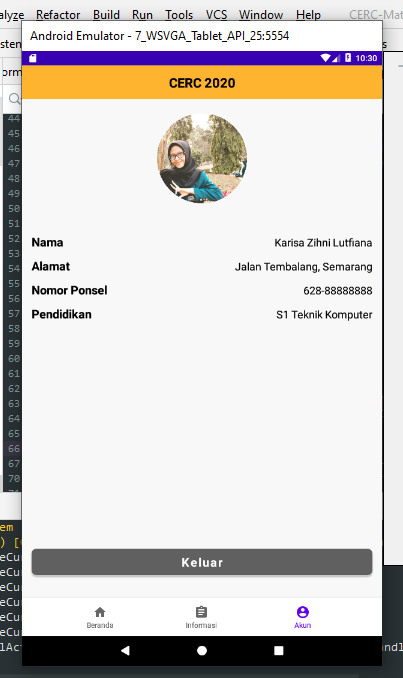 alyze Refactor Build Run Tools VCS Window Help CERC-Mat
Android Emulator - 7_WSVGA_Tablet_API_25:5554
10:30
CERC 2020
Nama Karisa Zihni Lutfiana
Alamat Jalan Tembalang, Semarang
Nomor Ponsel 628-88888888
Pendidikan S1 Teknik Komputer
Keluar
Beranda Informasi Akun
44
45
46
47
48
49
50
51
52
53
54
55
56
57
58
59
60
61
62
63
64
65
66
67
70